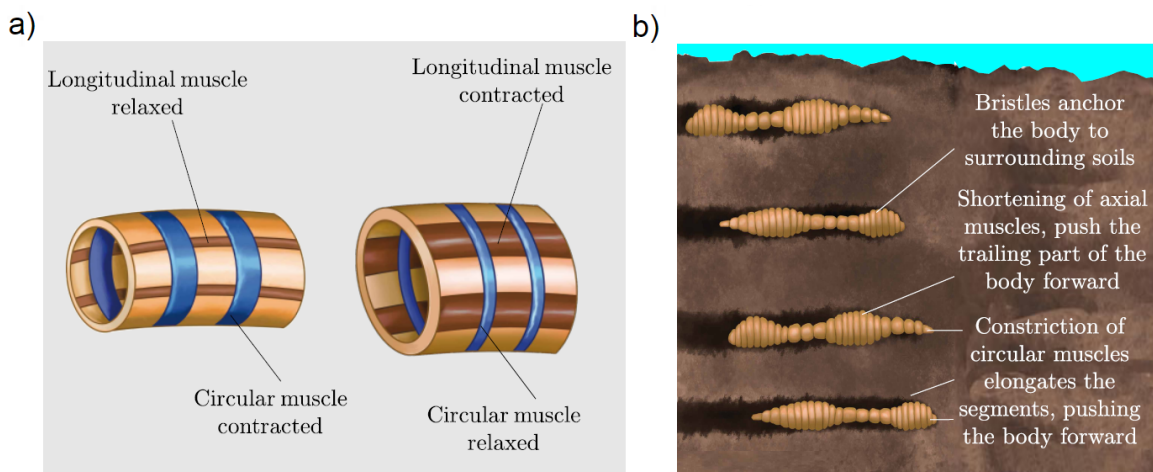 a)
Longitudinal muscle
relaxed
Longitudinal muscle
contracted
Circular muscle
contracted
Circular muscle
relaxed
b)
Bristles anchor
the body to
surrounding soils
Shortening of axial
muscles, push the
trailing part of the
body forward
Constriction of
circular muscles
elongates the
segments, pushing
the body forward